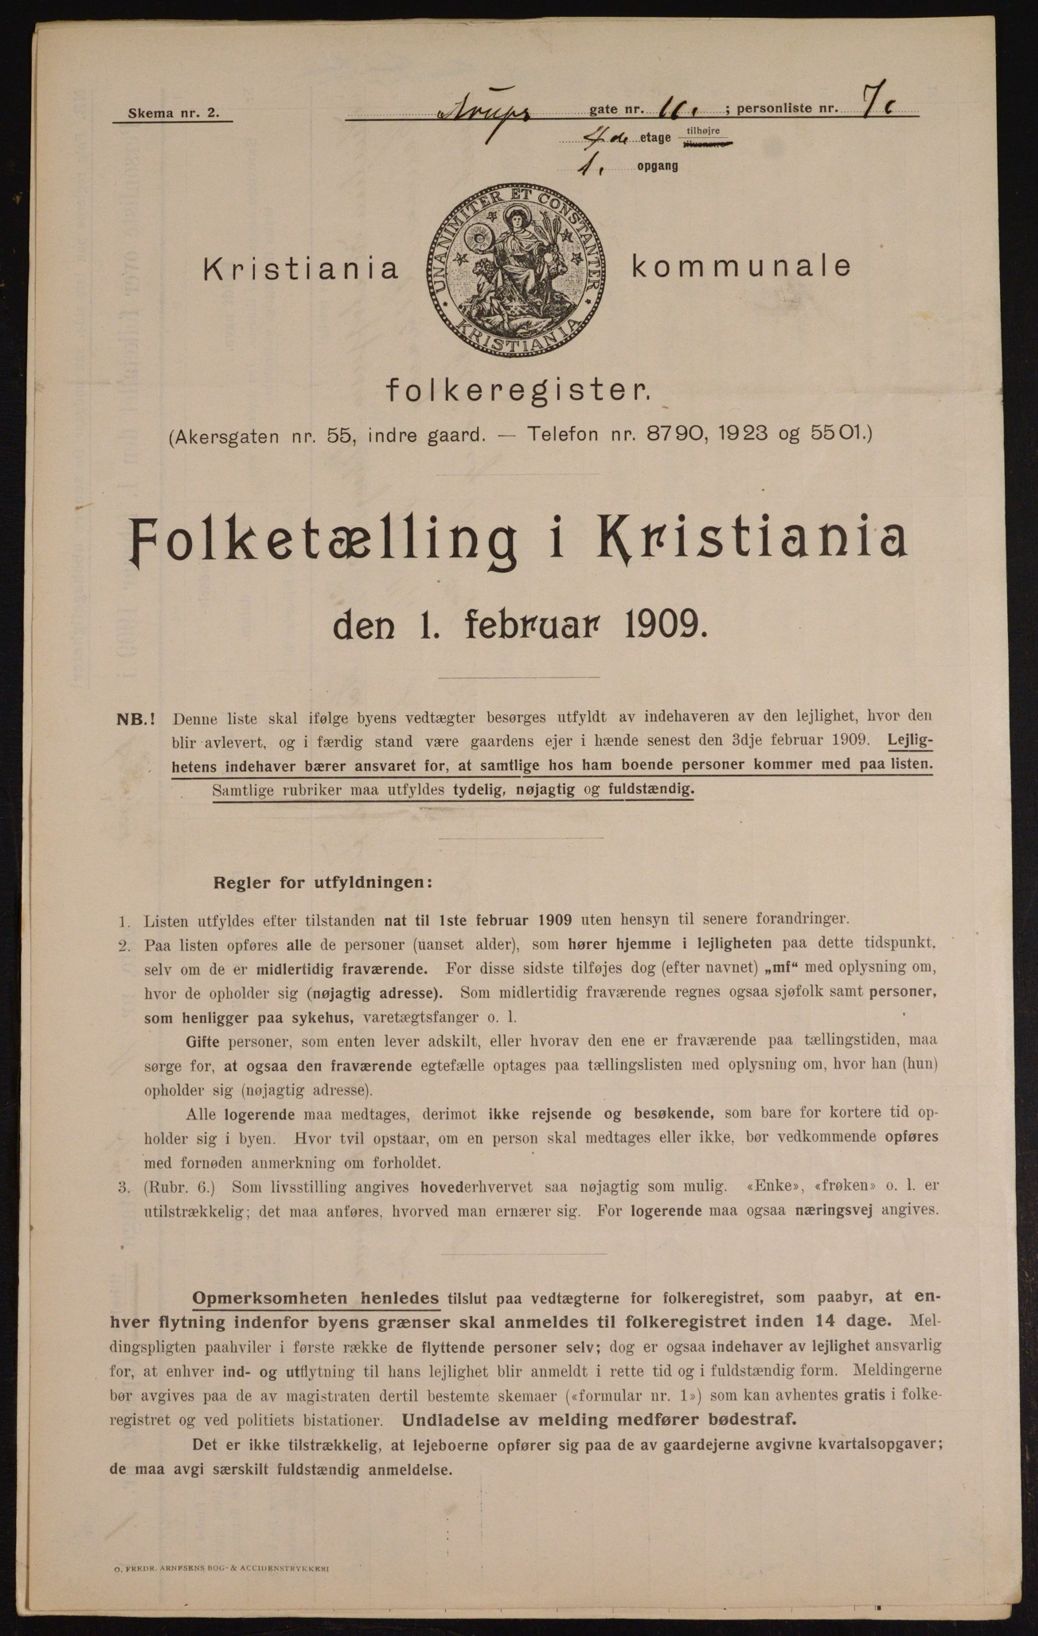 Skema nr. 2.
Arups gate nr. 11. ; personliste nr. 7c
4de etage tilhøjre
1. opgang
UNANIMITER ET CONSTANTER
KRISTIANIA
Kristiania kommunale
folkeregister.
(Akersgaten nr. 55, indre gaard. — Telefon nr. 8790, 1923 og 5501.)
Folketælling i Kristiania
den 1. februar 1909.
NB.! Denne liste skal ifølge byens vedtægter besørges utfyldt av indehaveren av den lejlighet, hvor den
blir avlevert, og i færdig stand være gaardens ejer i hænde senest den 3dje februar 1909. Lejlig-
hetens indehaver bærer ansvaret for, at samtlige hos ham boende personer kommer med paa listen.
Samtlige rubriker maa utfyldes tydelig, nøjagtig og fuldstændig.
Regler for utfyldningen:
1. Listen utfyldes efter tilstanden nat til 1ste februar 1909 uten hensyn til senere forandringer.
2. Paa listen opføres alle de personer (uanset alder), som hører hjemme i lejligheten paa dette tidspunkt,
selv om de er midlertidig fraværende. For disse sidste tilføjes dog (efter navnet) „mf“ med oplysning om,
hvor de opholder sig (nøjagtig adresse). Som midlertidig fraværende regnes ogsaa sjøfolk samt personer,
som henligger paa sykehus, varetægtsfanger o. l.
Gifte personer, som enten lever adskilt, eller hvorav den ene er fraværende paa tællingstiden, maa
sørge for, at ogsaa den fraværende egtefælle optages paa tællingslisten med oplysning om, hvor han (hun)
opholder sig (nøjagtig adresse).
Alle logerende maa medtages, derimot ikke rejsende og besøkende, som bare for kortere tid op-
holder sig i byen. Hvor tvil opstaar, om en person skal medtages eller ikke, bør vedkommende opføres
med fornøden anmerkning om forholdet.
3. (Rubr. 6.) Som livsstilling angives hovederhvervet saa nøjagtig som mulig. «Enke», «frøken» o. l. er
utilstrækkelig; det maa anføres, hvorved man ernærer sig. For logerende maa ogsaa næringsvej angives.
Opmerksomheten henledes tilslut paa vedtægterne for folkeregistret, som paabyr, at en-
hver flytning indenfor byens grænser skal anmeldes til folkeregistret inden 14 dage. Mel-
dingspligten paahviler i første række de flyttende personer selv; dog er ogsaa indehaver av lejlighet ansvarlig
for, at enhver ind- og utflytning til hans lejlighet blir anmeldt i rette tid og i fuldstændig form. Meldingerne
bør avgives paa de av magistraten dertil bestemte skemaer («formular nr. 1») som kan avhentes gratis i folke-
registret og ved politiets bistationer. Undladelse av melding medfører bødestraf.
Det er ikke tilstrækkelig, at lejeboerne opfører sig paa de av gaardejerne avgivne kvartalsopgaver;
de maa avgi særskilt fuldstændig anmeldelse.
O. FREDR. ARNESENS BOG- & ACCIDENSTRYKKERI